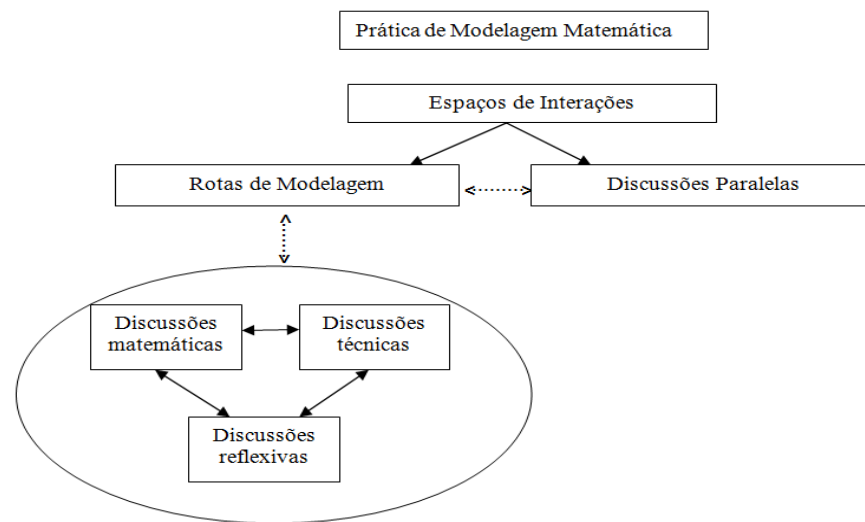 Prática de Modelagem Matemática
Espaços de Interações
Rotas de Modelagem
Discussões Paralelas
Discussões
matemáticas
Discussões
técnicas
Discussões
reflexivas